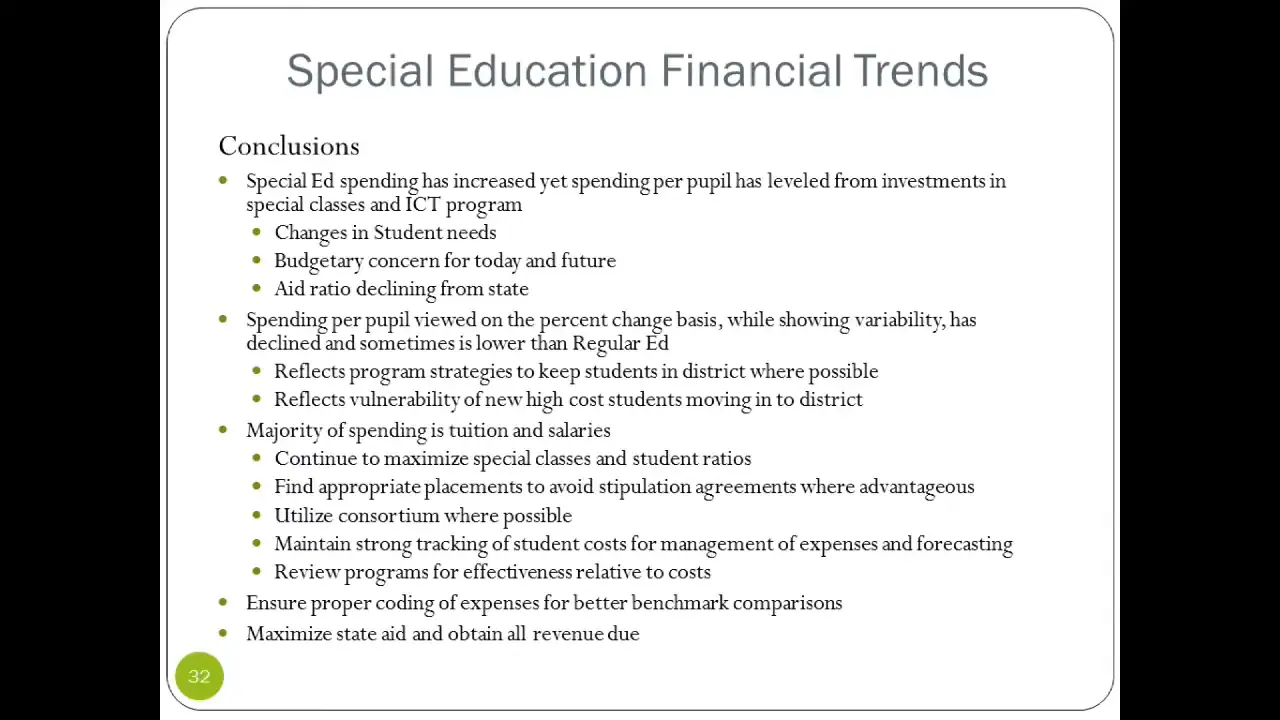 Special Education Financial Trends
Conclusions
• Special Ed spending has increased yet spending per pupil has leveled from investments in
special classes and ICT program
• Changes in Student needs
• Budgetary concern for today and future
• Aid ratio declining from state
• Spending per pupil viewed on the percent change basis, while showing variability, has
declined and sometimes is lower than Regular Ed
• Reflects program strategies to keep students in district where possible
• Reflects vulnerability of new high cost students moving in to district
• Majority of spending is tuition and salaries
• Continue to maximize special classes and student ratios
• Find appropriate placements to avoid stipulation agreements where advantageous
• Utilize consortium where possible
• Maintain strong tracking of student costs for management of expenses and forecasting
• Review programs for effectiveness relative to costs
• Ensure proper coding of expenses for better benchmark comparisons
• Maximize state aid and obtain all revenue due
32